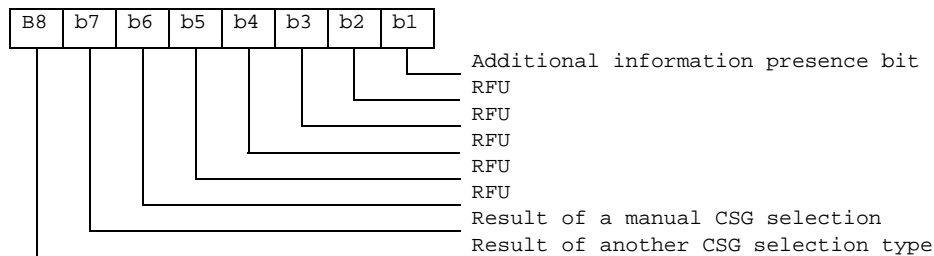 B8 b7 b6 b5 b4 b3 b2 b1
Additional information presence bit
RFU
RFU
RFU
RFU
RFU
Result of a manual CSG selection
Result of another CSG selection type